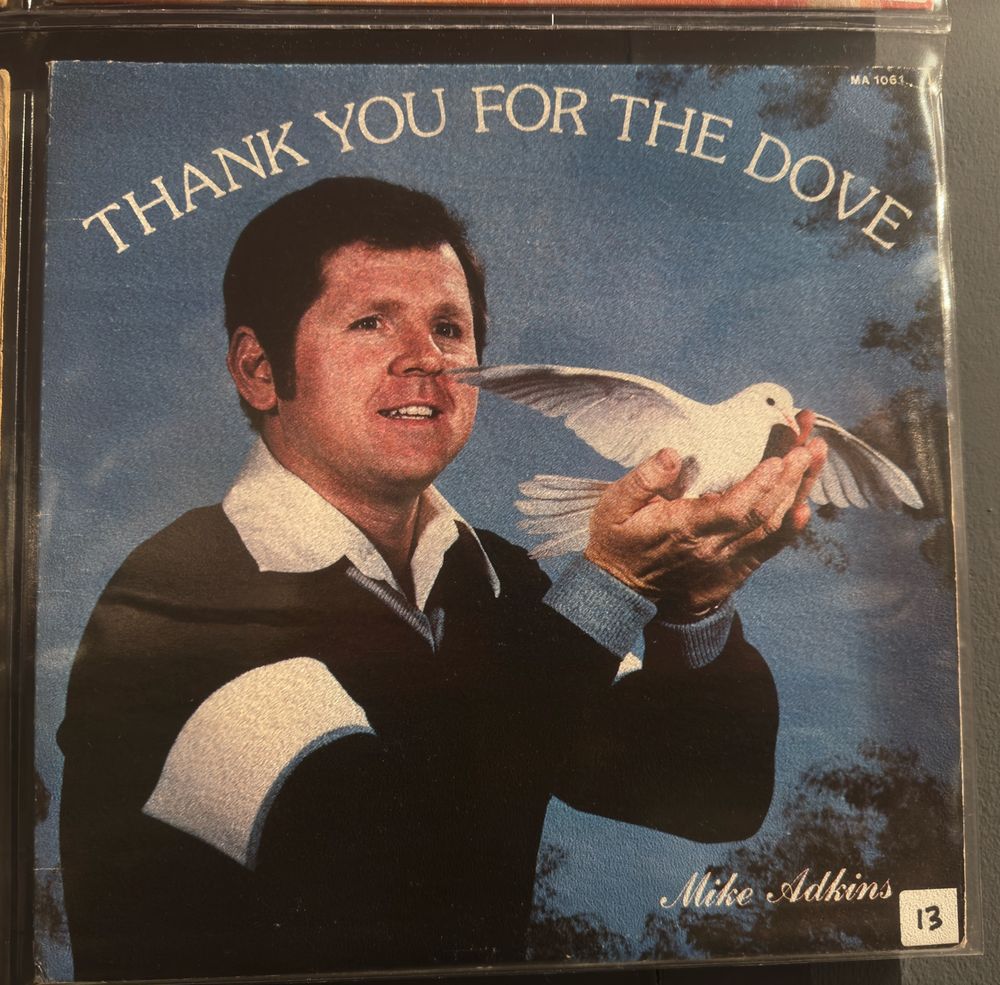 MA 1061
THANK YOU FOR THE DOVE
Mike Adkins
13